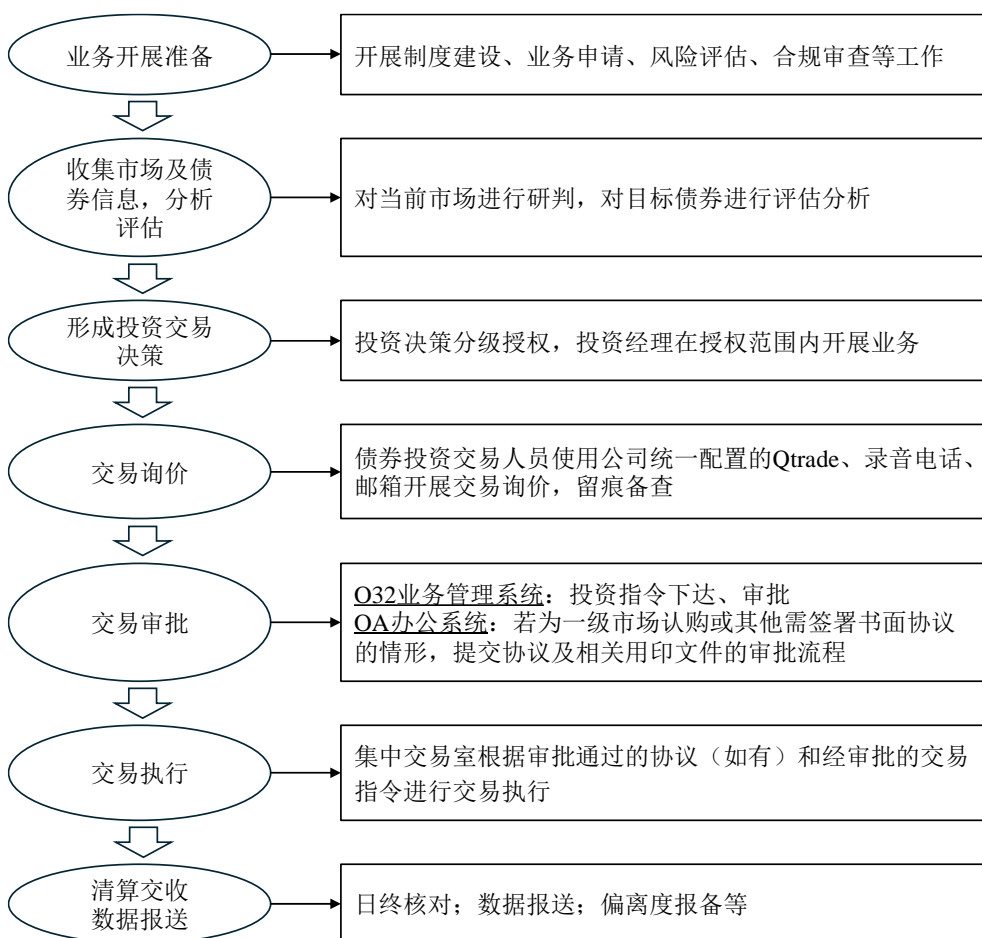 业务开展准备
开展制度建设、业务申请、风险评估、合规审查等工作
收集市场及债
券信息，分析
评估
对当前市场进行研判，对目标债券进行评估分析
形成投资交易
决策
投资决策分级授权，投资经理在授权范围内开展业务
交易询价
债券投资交易人员使用公司统一配置的Qtrade、录音电话、
邮箱开展交易询价，留痕备查
交易审批
O32业务管理系统：投资指令下达、审批
OA办公系统：若为一级市场认购或其他需签署书面协议
的情形，提交协议及相关用印文件的审批流程
交易执行
集中交易室根据审批通过的协议（如有）和经审批的交易
指令进行交易执行
清算交收
数据报送
日终核对；数据报送；偏离度报备等